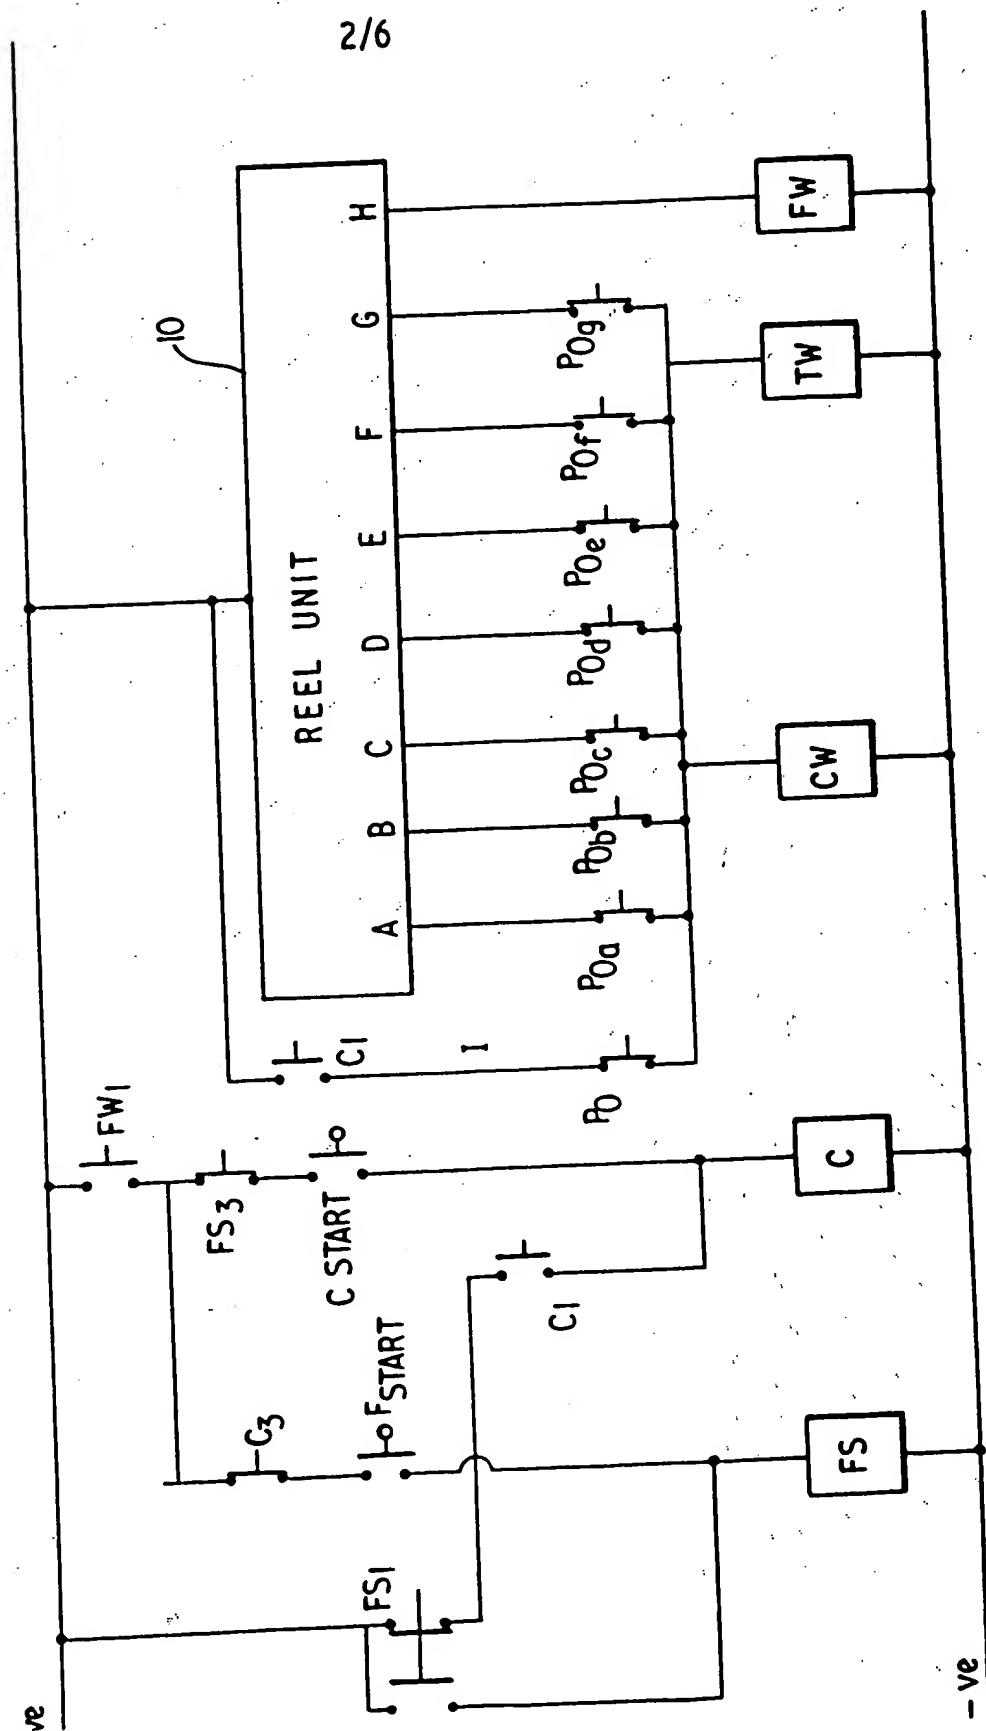 2/6
ve
FW1
FS3
C START
C3
FSTART
FS1
C1
C1
I
10
REEL UNIT
A
B
C
D
E
F
G
H
P0
P0a
P0b
P0c
P0d
P0e
P0f
P0g
FS
C
CW
TW
FW
- ve